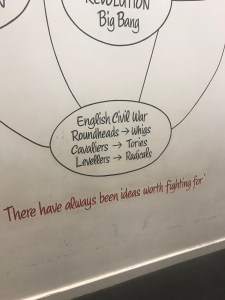 REVOLUTION
Big Bang
English Civil War
Roundheads → Whigs
Cavaliers → Tories
Levellers → Radicals
There have always been ideas worth fighting for'